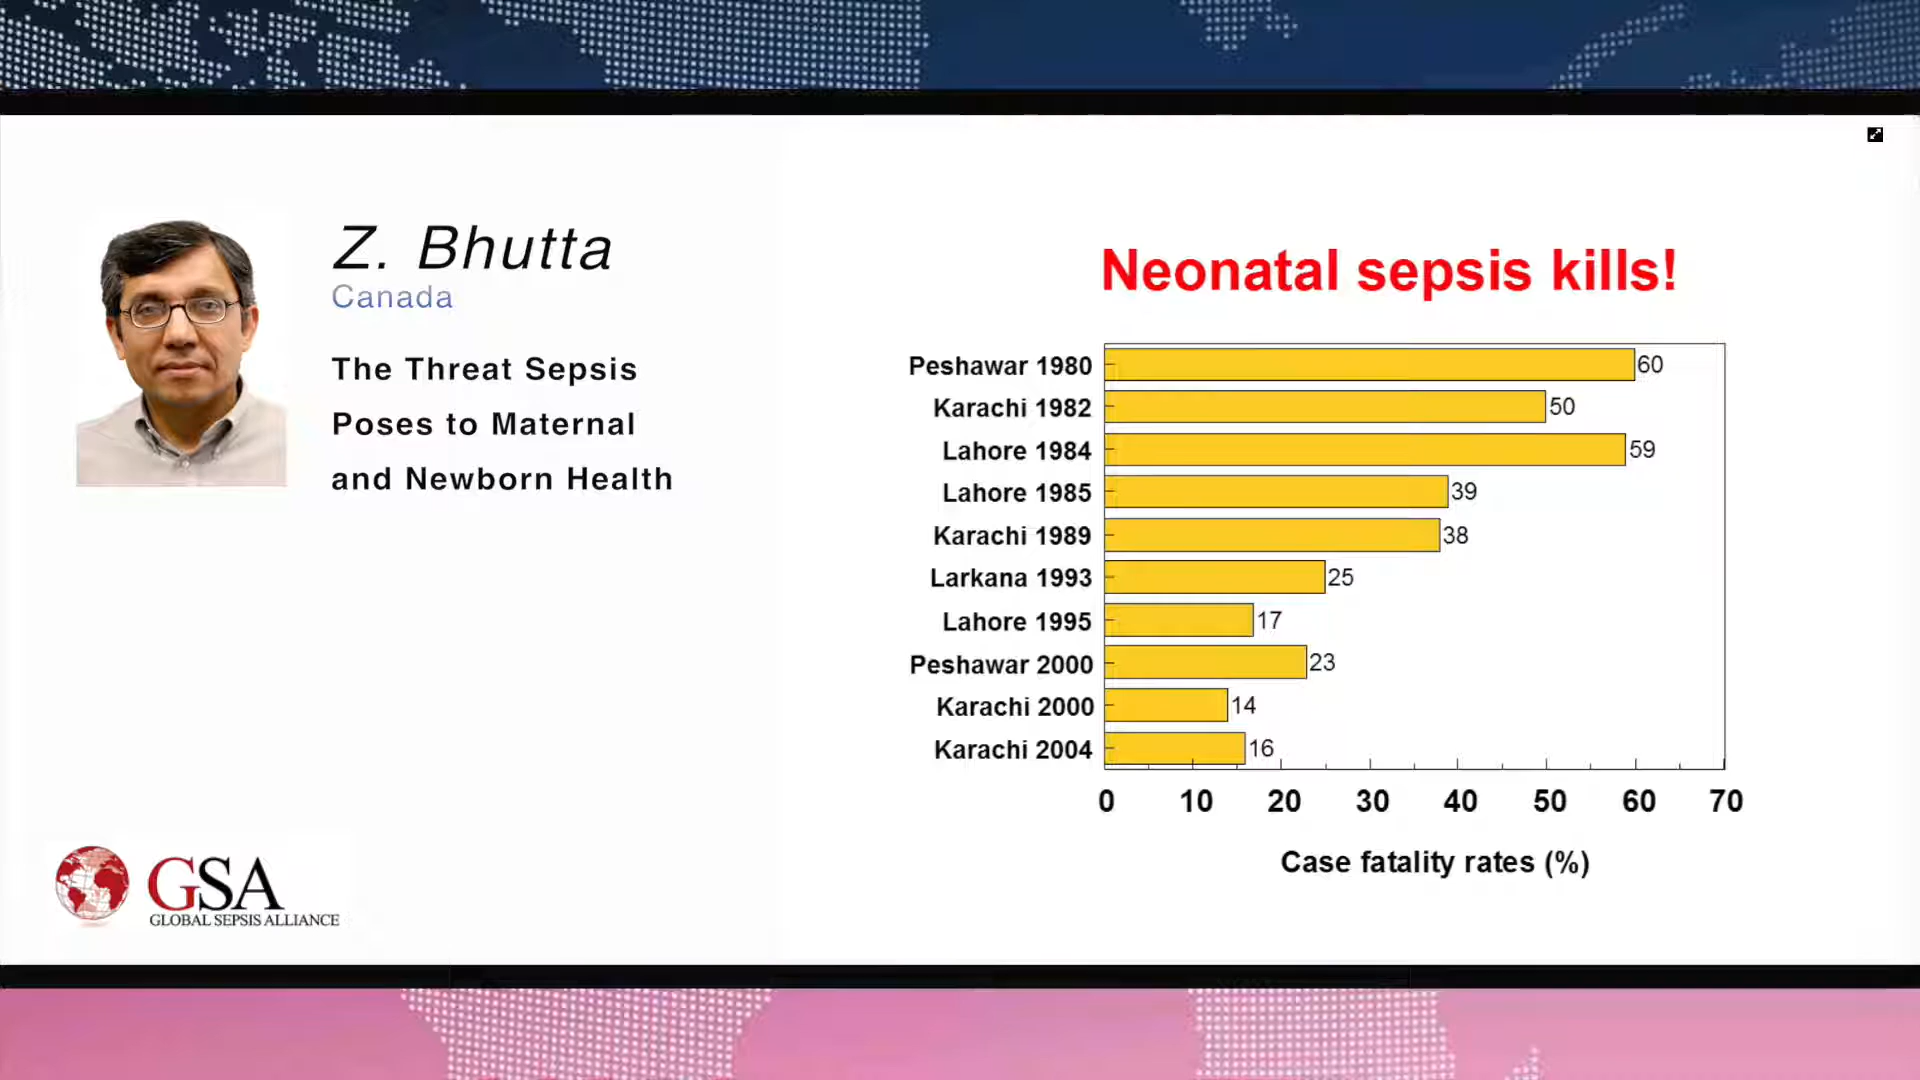 Z. Bhutta
Canada
The Threat Sepsis
Poses to Maternal
and Newborn Health
GSA
GLOBAL SEPSIS ALLIANCE
Neonatal sepsis kills!
Peshawar 1980 60
Karachi 1982 50
Lahore 1984 59
Lahore 1985 39
Karachi 1989 38
Larkana 1993 25
Lahore 1995 17
Peshawar 2000 23
Karachi 2000 14
Karachi 2004 16
0 10 20 30 40 50 60 70
Case fatality rates (%)